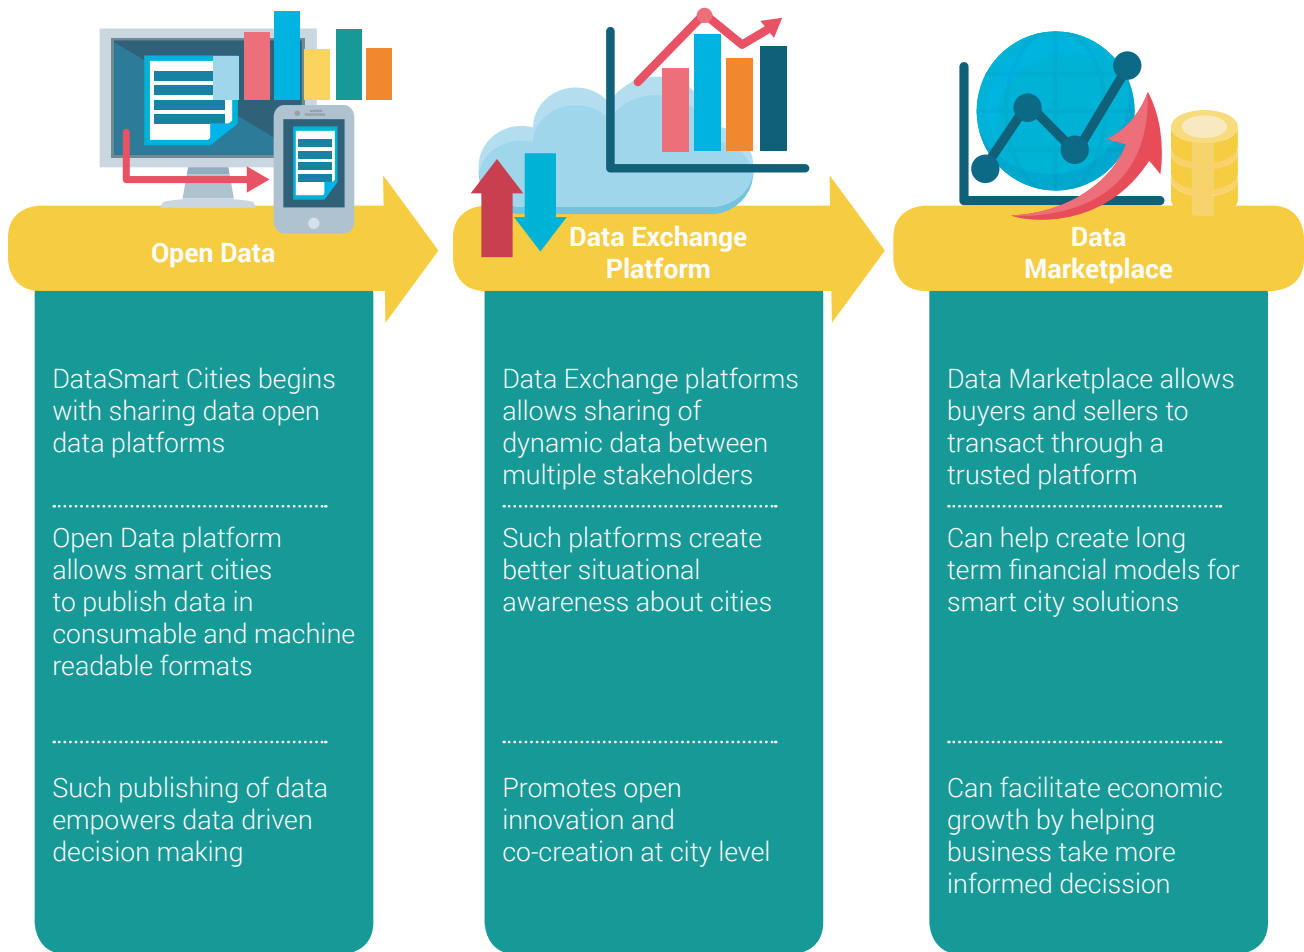 Open Data
DataSmart Cities begins
with sharing data open
data platforms
Open Data platform
allows smart cities
to publish data in
consumable and machine
readable formats
Such publishing of data
empowers data driven
decision making
Data Exchange
Platform
Data Exchange platforms
allows sharing of
dynamic data between
multiple stakeholders
Such platforms create
better situational
awareness about cities
Promotes open
innovation and
co-creation at city level
Data
Marketplace
Data Marketplace allows
buyers and sellers to
transact through a
trusted platform
Can help create long
term financial models for
smart city solutions
Can facilitate economic
growth by helping
business take more
informed decission